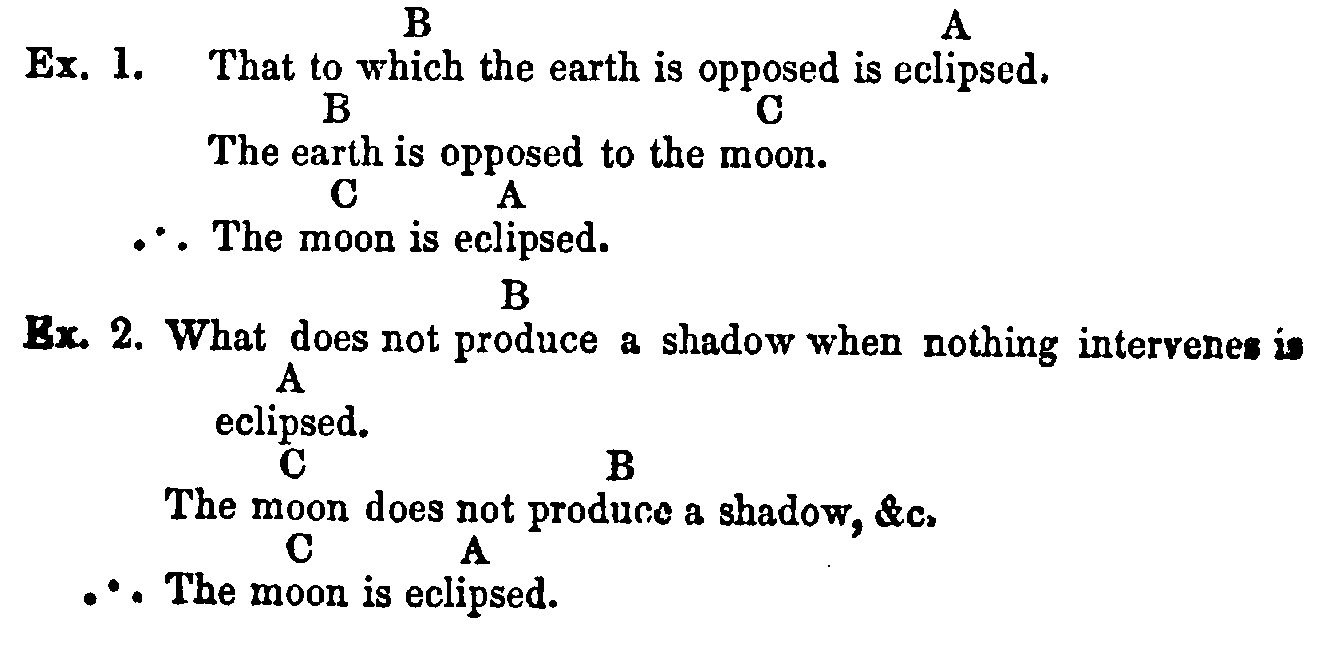 B A
Ex. 1. That to which the earth is opposed is eclipsed.
B C
The earth is opposed to the moon.
C A
∴ The moon is eclipsed.
B
Ex. 2. What does not produce a shadow when nothing intervenes is
A
eclipsed.
C B
The moon does not produce a shadow, &c.
C A
∴ The moon is eclipsed.